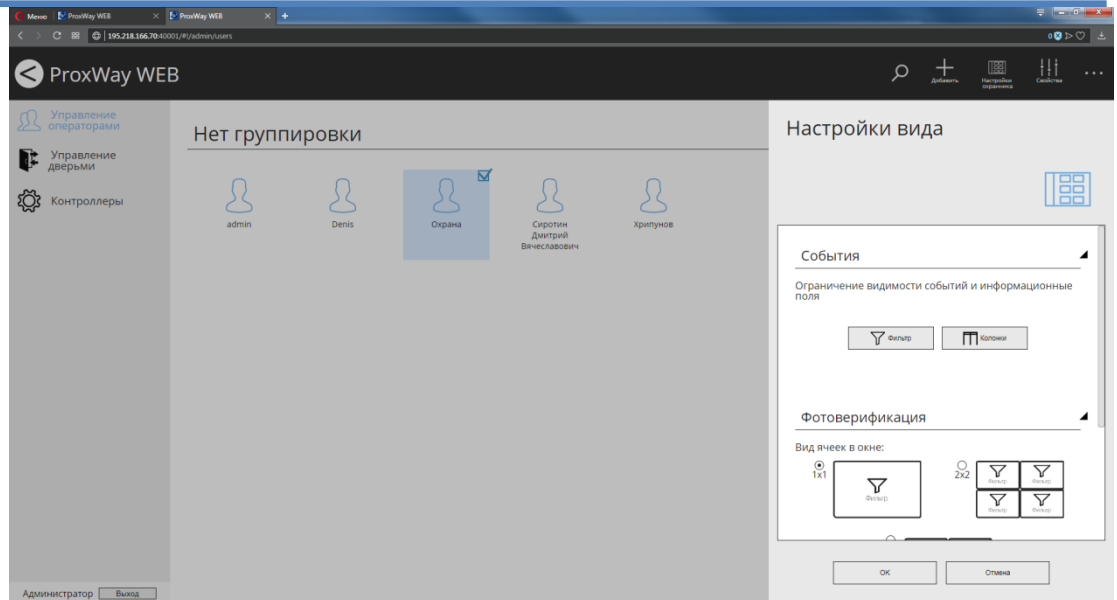 Меню
ProxWay WEB
ProxWay WEB
195.218.166.70:40001/#!/admin/users
0
ProxWay WEB
Добавить
Настройки охранника
Свойства
Управление
операторами
Управление
дверьми
Контроллеры
Нет группировки
admin
Denis
Охрана
Сиротин
Дмитрий
Вячеславович
Хрипунов
Настройки вида
События
Ограничение видимости событий и информационные
поля
Фильтр
Колонки
Фотоверификация
Вид ячеек в окне:
1x1
Фильтр
2x2
Фильтр
Фильтр
Фильтр
Фильтр
OK
Отмена
Администратор
Выход